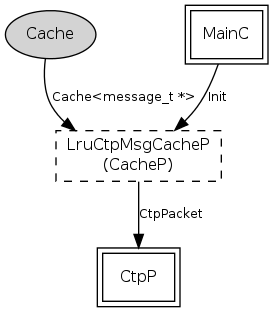 Cache
MainC
Cache<message_t *>
Init
LruCtpMsgCacheP
(CacheP)
CtpPacket
CtpP